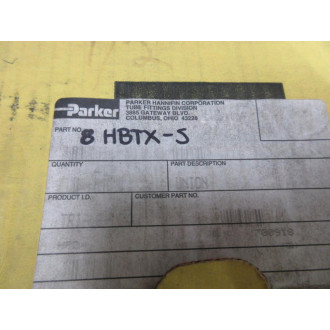 Parker
PARKER HANNIFIN CORPORATION
TUBE FITTINGS DIVISION
3885 GATEWAY BLVD.
COLUMBUS, OHIO 43228
PART NO.
8 HBTX-S
QUANTITY
PART DESCRIPTION
UNION
PRODUCT I.D.
CUSTOMER PART NO.